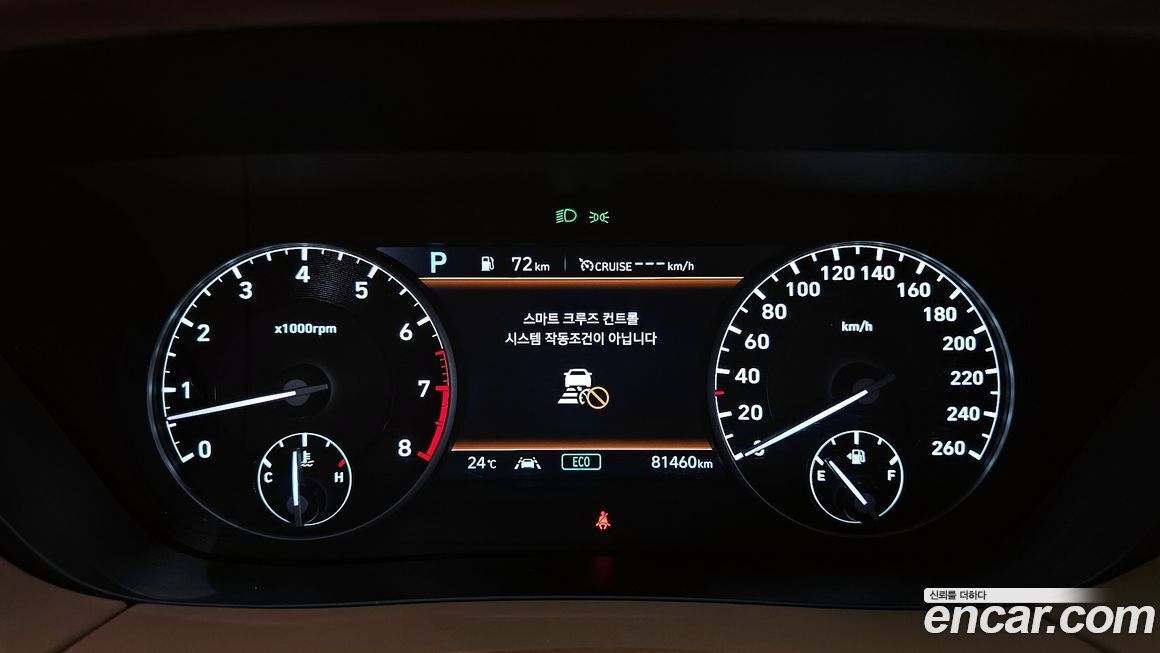 P 72 km CRUISE --- km/h
스마트 크루즈 컨트롤
시스템 작동조건이 아닙니다
24℃ ECO 81460km
0 1 2 3 4 5 6 7 8
x1000rpm
C H
0 20 40 60 80 100 120 140 160 180 200 220 240 260
km/h
E F
신뢰를 더하다
encar.com